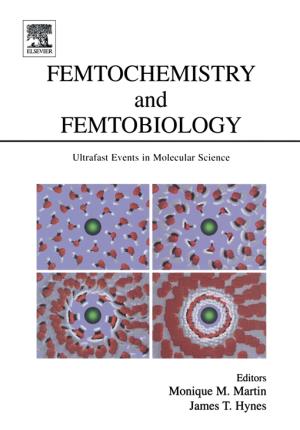 ELSEVIER
FEMTOCHEMISTRY
and
FEMTOBIOLOGY
Ultrafast Events in Molecular Science
Editors
Monique M. Martin
James T. Hynes